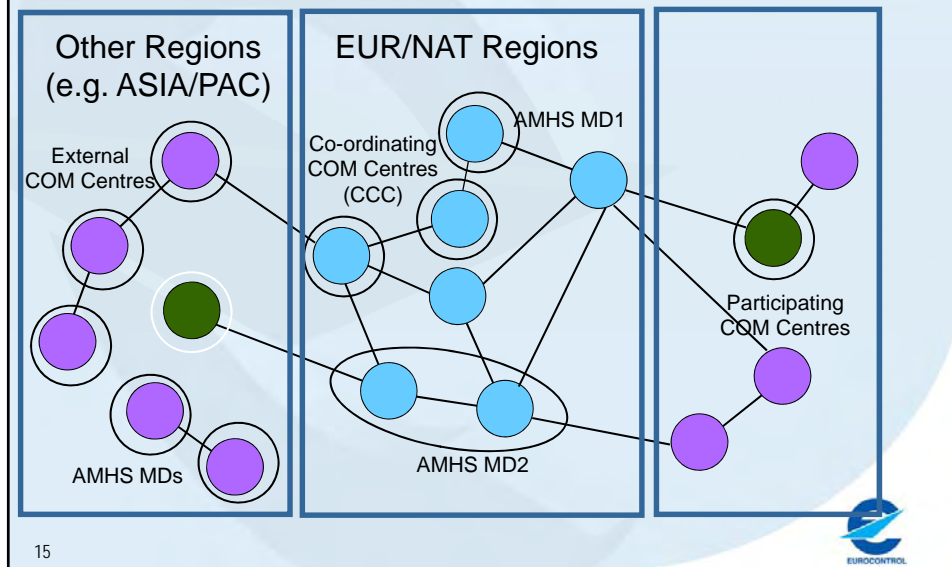 Other Regions
(e.g. ASIA/PAC)
EUR/NAT Regions
External
COM Centres
Co-ordinating
COM Centres
(CCC)
AMHS MD1
Participating
COM Centres
AMHS MDs
AMHS MD2
15
EUROCONTROL